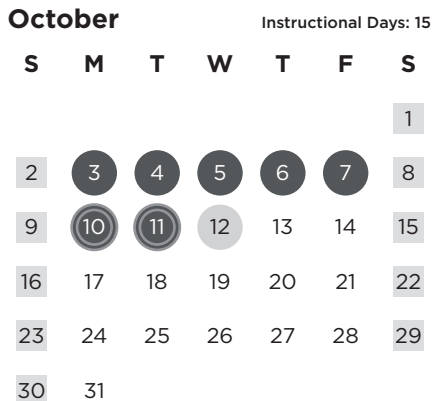 October Instructional Days: 15
S M T W T F S
1
2 3 4 5 6 7 8
9 10 11 12 13 14 15
16 17 18 19 20 21 22
23 24 25 26 27 28 29
30 31